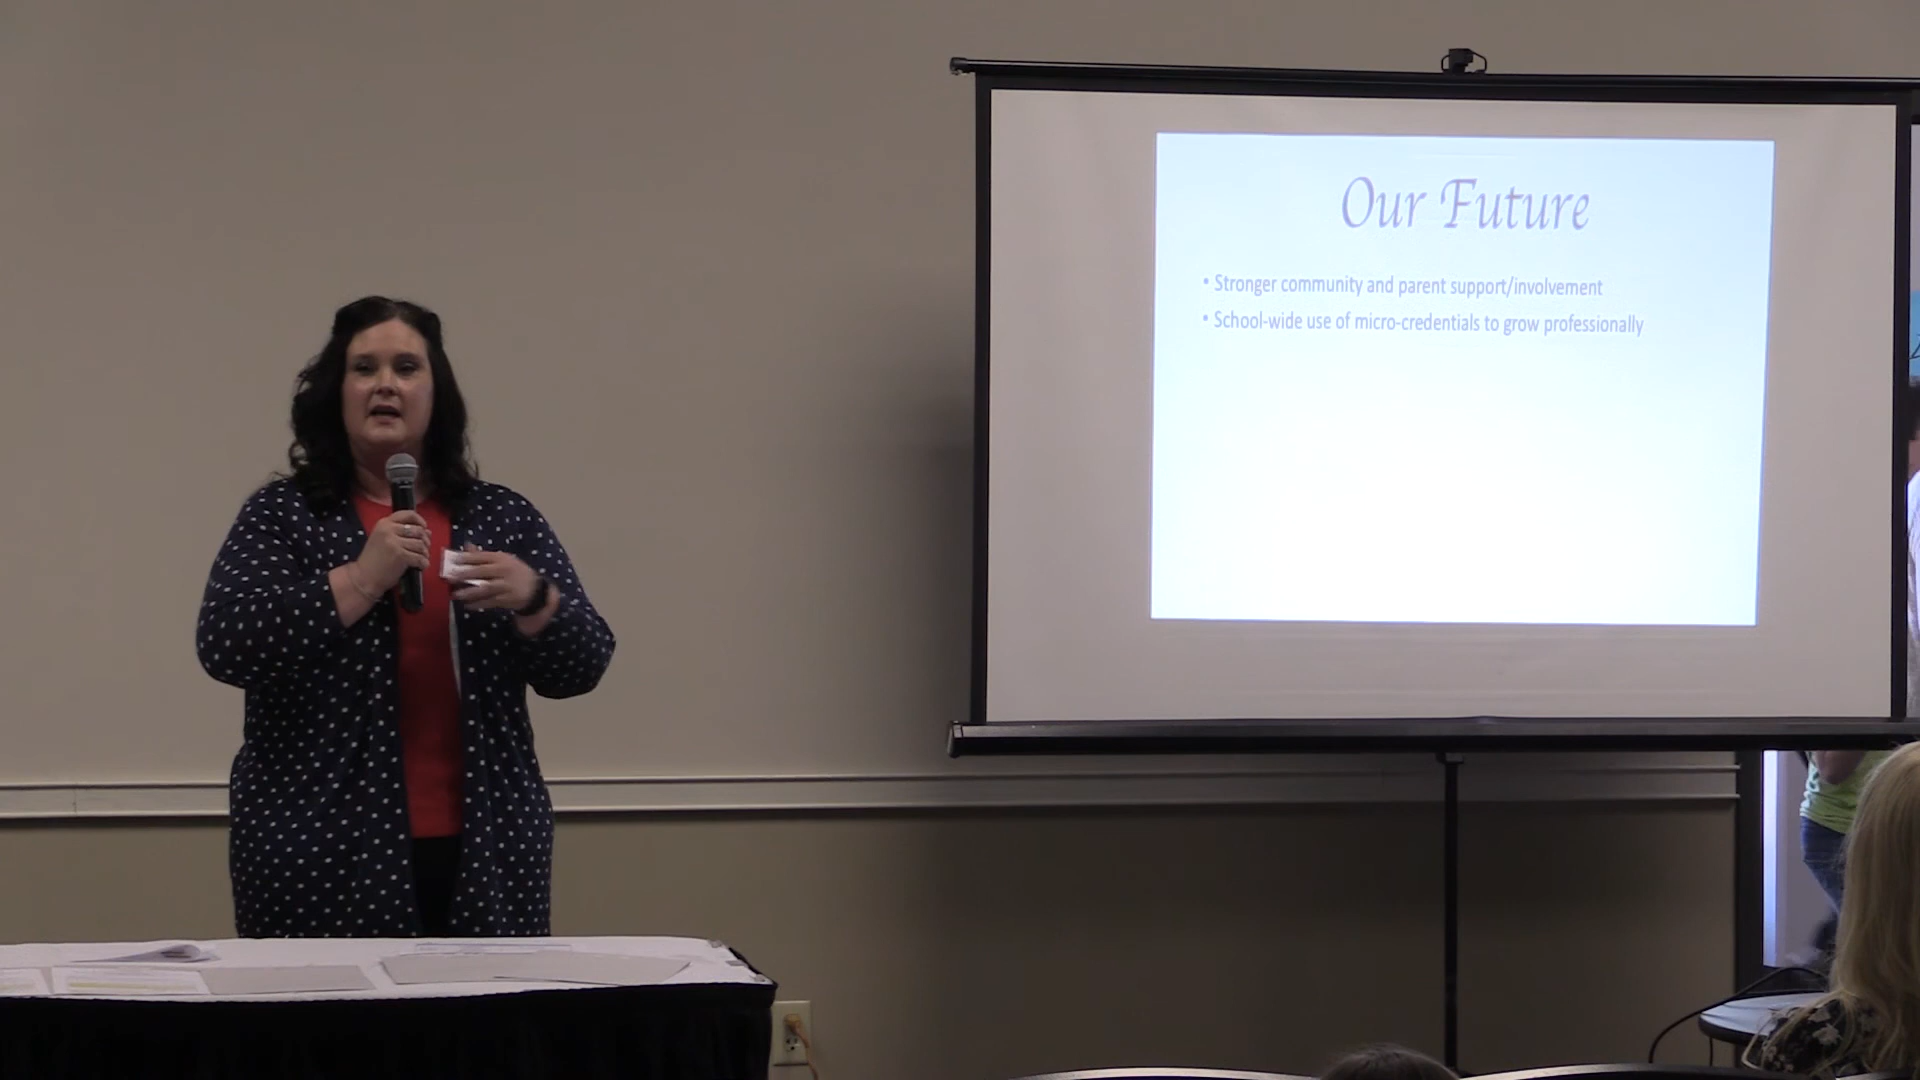 Our Future
• Stronger community and parent support/involvement
• School-wide use of micro-credentials to grow professionally